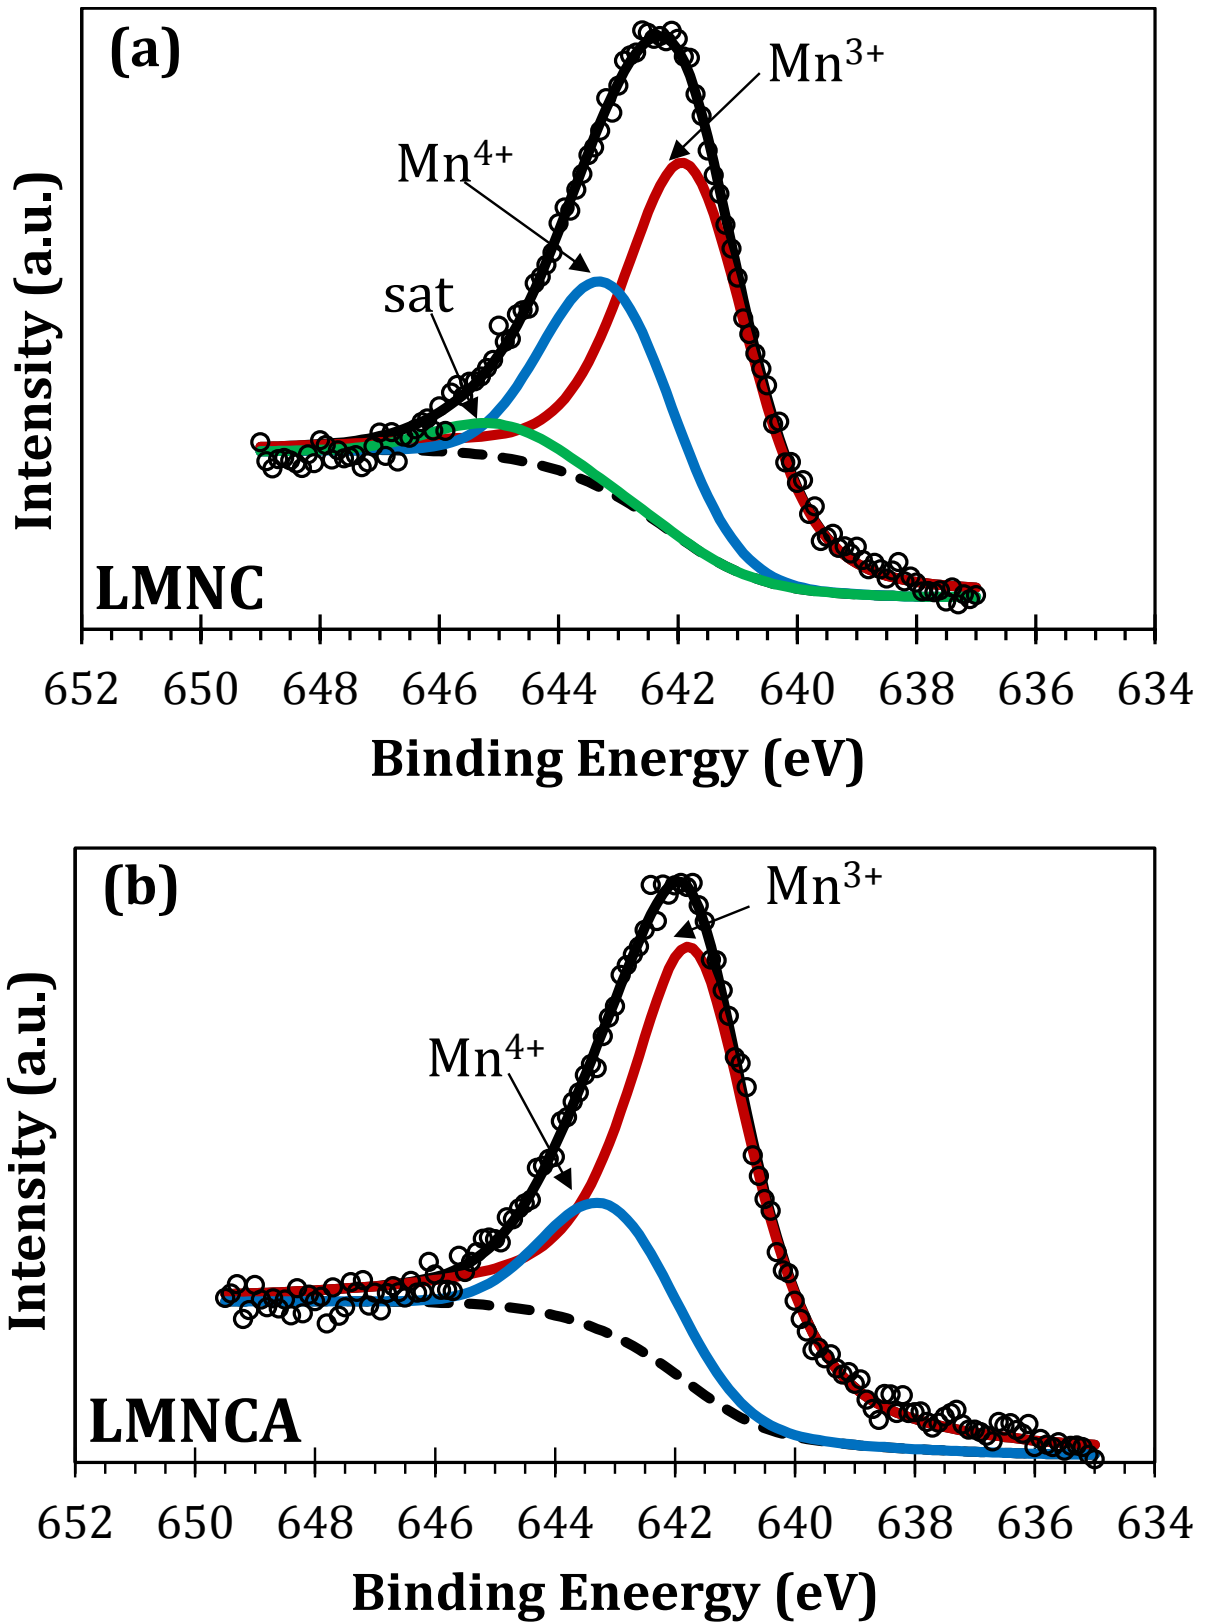 (a)
Mn³⁺
Mn⁴⁺
sat
Intensity (a.u.)
LMNC
652 650 648 646 644 642 640 638 636 634
Binding Energy (eV)
(b)
Mn³⁺
Mn⁴⁺
Intensity (a.u.)
LMNCA
652 650 648 646 644 642 640 638 636 634
Binding Eneergy (eV)